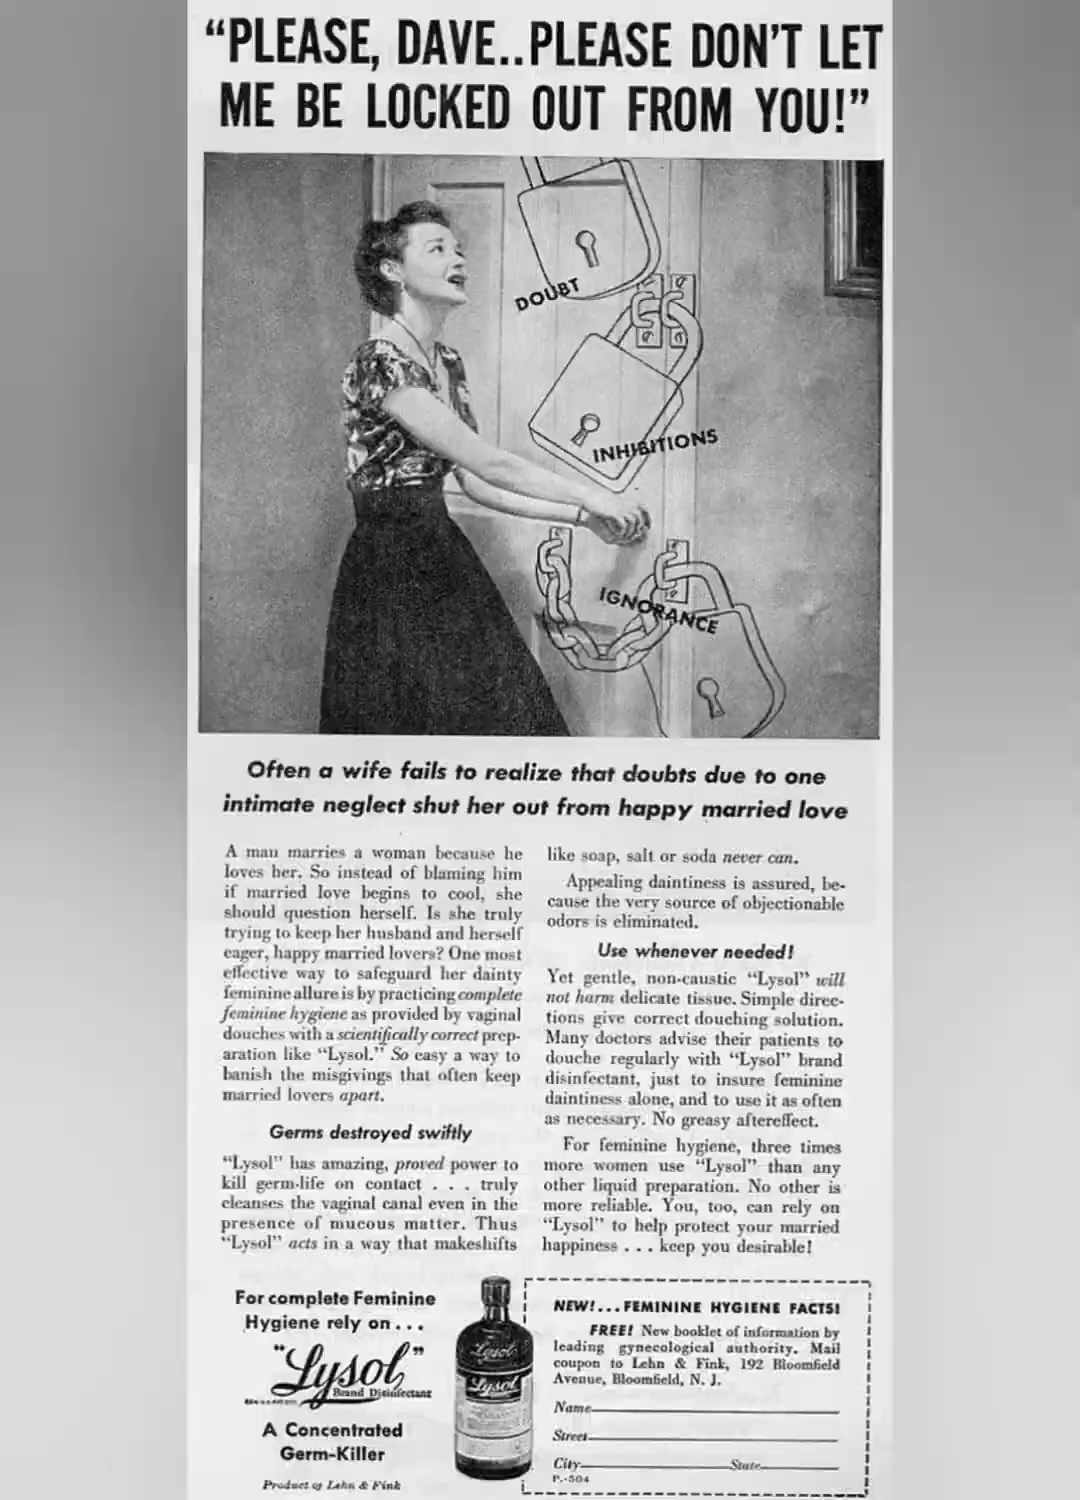 “PLEASE, DAVE..PLEASE DON’T LET
ME BE LOCKED OUT FROM YOU!”
DOUBT
INHIBITIONS
IGNORANCE
Often a wife fails to realize that doubts due to one
intimate neglect shut her out from happy married love
A man marries a woman because he
loves her. So instead of blaming him
if married love begins to cool, she
should question herself. Is she truly
trying to keep her husband and herself
eager, happy married lovers? One most
effective way to safeguard her dainty
feminine allure is by practicing complete
feminine hygiene as provided by vaginal
douches with a scientifically correct prep-
aration like “Lysol.” So easy a way to
banish the misgivings that often keep
married lovers apart.
Germs destroyed swiftly
“Lysol” has amazing, proved power to
kill germ-life on contact . . . truly
cleanses the vaginal canal even in the
presence of mucous matter. Thus
“Lysol” acts in a way that makeshifts
like soap, salt or soda never can.
Appealing daintiness is assured, be-
cause the very source of objectionable
odors is eliminated.
Use whenever needed!
Yet gentle, non-caustic “Lysol” will
not harm delicate tissue. Simple direc-
tions give correct douching solution.
Many doctors advise their patients to
douche regularly with “Lysol” brand
disinfectant, just to insure feminine
daintiness alone, and to use it as often
as necessary. No greasy aftereffect.
For feminine hygiene, three times
more women use “Lysol” than any
other liquid preparation. No other is
more reliable. You, too, can rely on
“Lysol” to help protect your married
happiness . . . keep you desirable!
For complete Feminine
Hygiene rely on . . .
“Lysol”
Brand Disinfectant
A Concentrated
Germ-Killer
Product of Lehn & Fink
Lysol
Lysol
NEW!...FEMININE HYGIENE FACTS!
FREE! New booklet of information by
leading gynecological authority. Mail
coupon to Lehn & Fink, 192 Bloomfield
Avenue, Bloomfield, N. J.
Name
Street
City State
P.-504